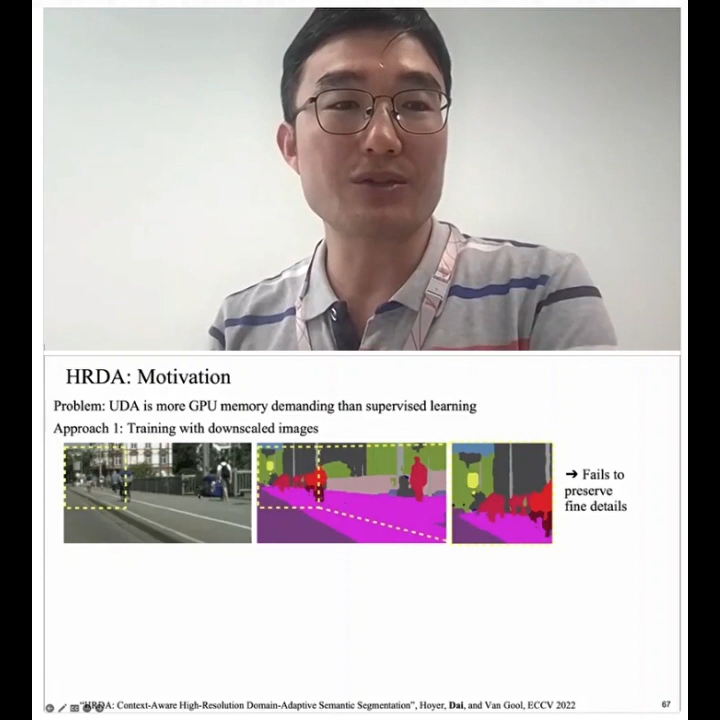 HRDA: Motivation
Problem: UDA is more GPU memory demanding than supervised learning
Approach 1: Training with downscaled images
➔ Fails to
preserve
fine details
"HRDA: Context-Aware High-Resolution Domain-Adaptive Semantic Segmentation", Hoyer, Dai, and Van Gool, ECCV 2022
67